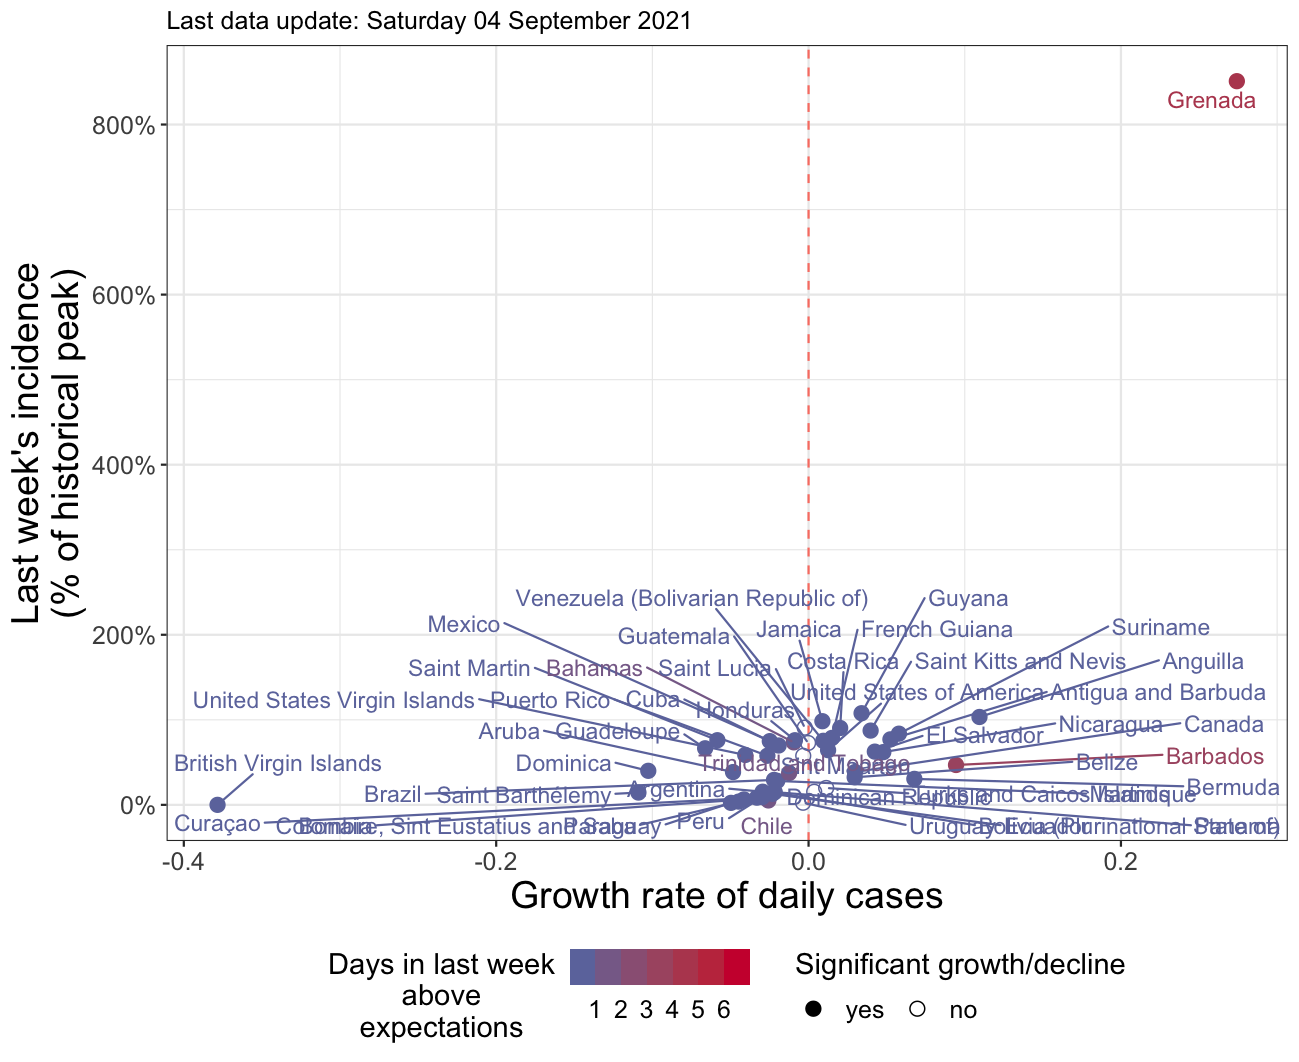 Last data update: Saturday 04 September 2021
Last week's incidence
(% of historical peak)
800%
600%
400%
200%
0%
Grenada
Venezuela (Bolivarian Republic of)
Guyana
Mexico
Guatemala
Jamaica
French Guiana
Suriname
Saint Martin
Bahamas
Saint Lucia
Costa Rica
Saint Kitts and Nevis
Anguilla
United States Virgin Islands
Puerto Rico
Cuba
United States of America
Antigua and Barbuda
Honduras
Aruba
Guadeloupe
El Salvador
Nicaragua
Canada
British Virgin Islands
Dominica
Trinidad and Tobago
Sint Maarten
Belize
Barbados
Brazil
Saint Barthélemy
Argentina
Dominican Republic
Turks and Caicos Islands
Martinique
Bermuda
Curaçao
Colombia
Bonaire, Sint Eustatius and Saba
Paraguay
Peru
Chile
Uruguay
Ecuador
Bolivia (Plurinational State of)
Panama
-0.4
-0.2
0.0
0.2
Growth rate of daily cases
Days in last week
above
expectations
1 2 3 4 5 6
Significant growth/decline
yes
no